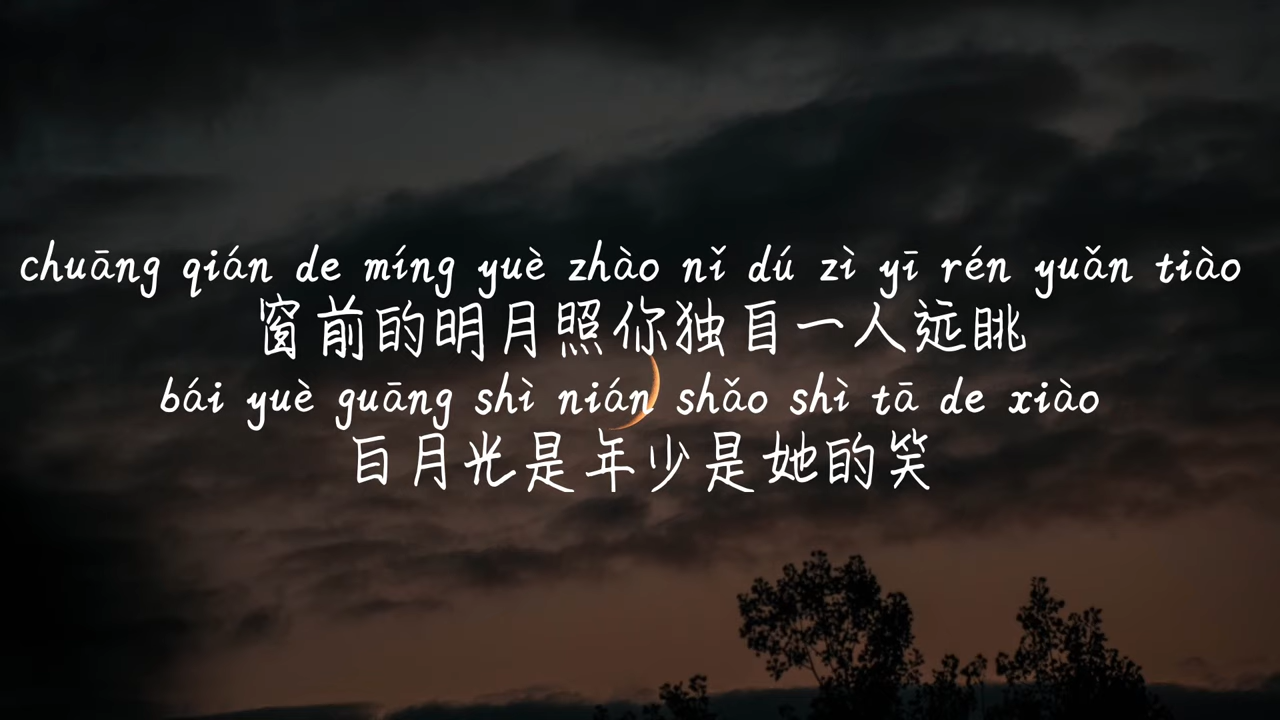 chuāng qián de míng yuè zhào nǐ dú zì yī rén yuǎn tiào
窗前的明月照你独自一人远眺
bái yuè guāng shì nián shǎo shì tā de xiào
白月光是年少是她的笑